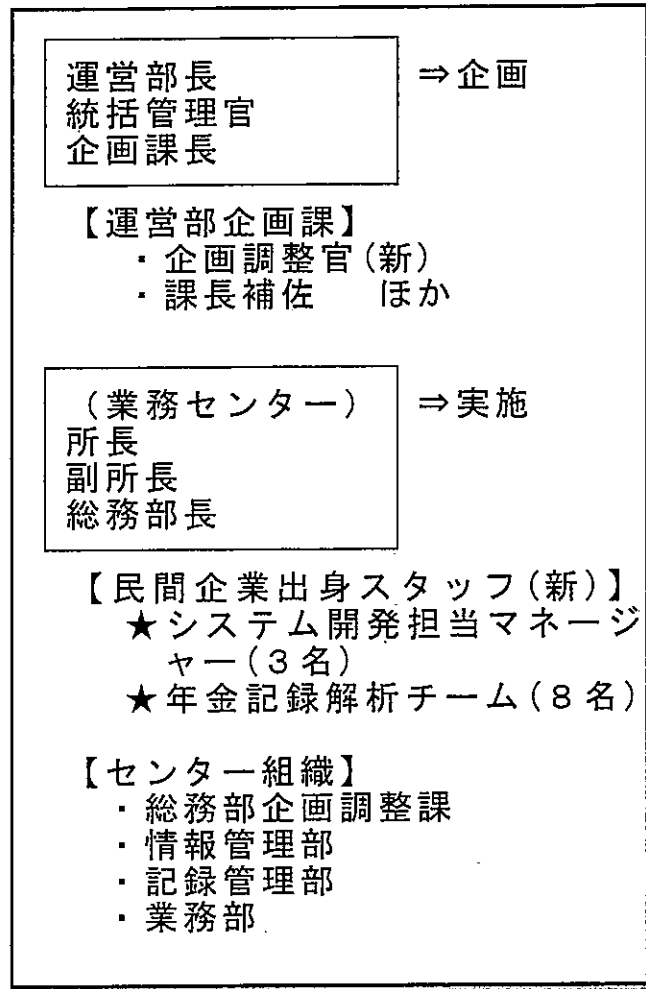 運営部長 ⇒企画
統括管理官
企画課長
【運営部企画課】
・企画調整官(新)
・課長補佐　ほか
(業務センター) ⇒実施
所長
副所長
総務部長
【民間企業出身スタッフ(新)】
★システム開発担当マネージ
ャー(3名)
★年金記録解析チーム(8名)
【センター組織】
・総務部企画調整課
・情報管理部
・記録管理部
・業務部